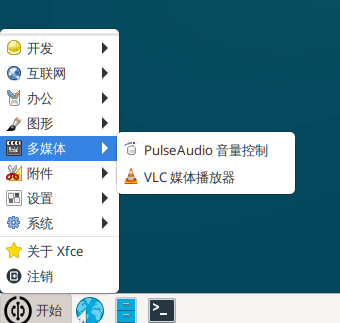 开发
互联网
办公
图形
多媒体
PulseAudio 音量控制
VLC 媒体播放器
附件
设置
系统
关于 Xfce
注销
开始